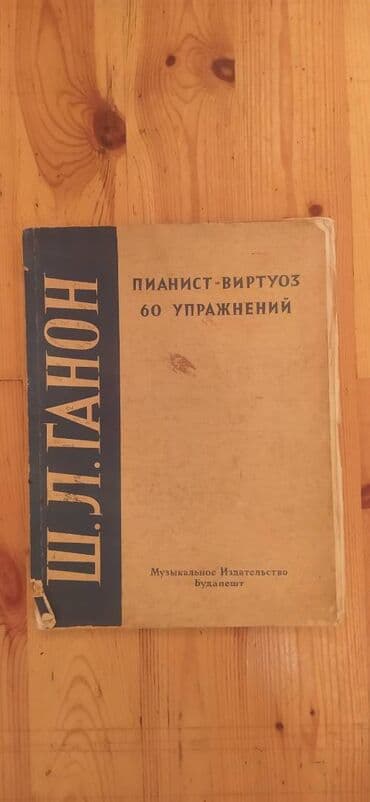 Ш.Л.ГАНОН
ПИАНИСТ-ВИРТУОЗ
60 УПРАЖНЕНИЙ
Музыкальное Издательство
Будапешт